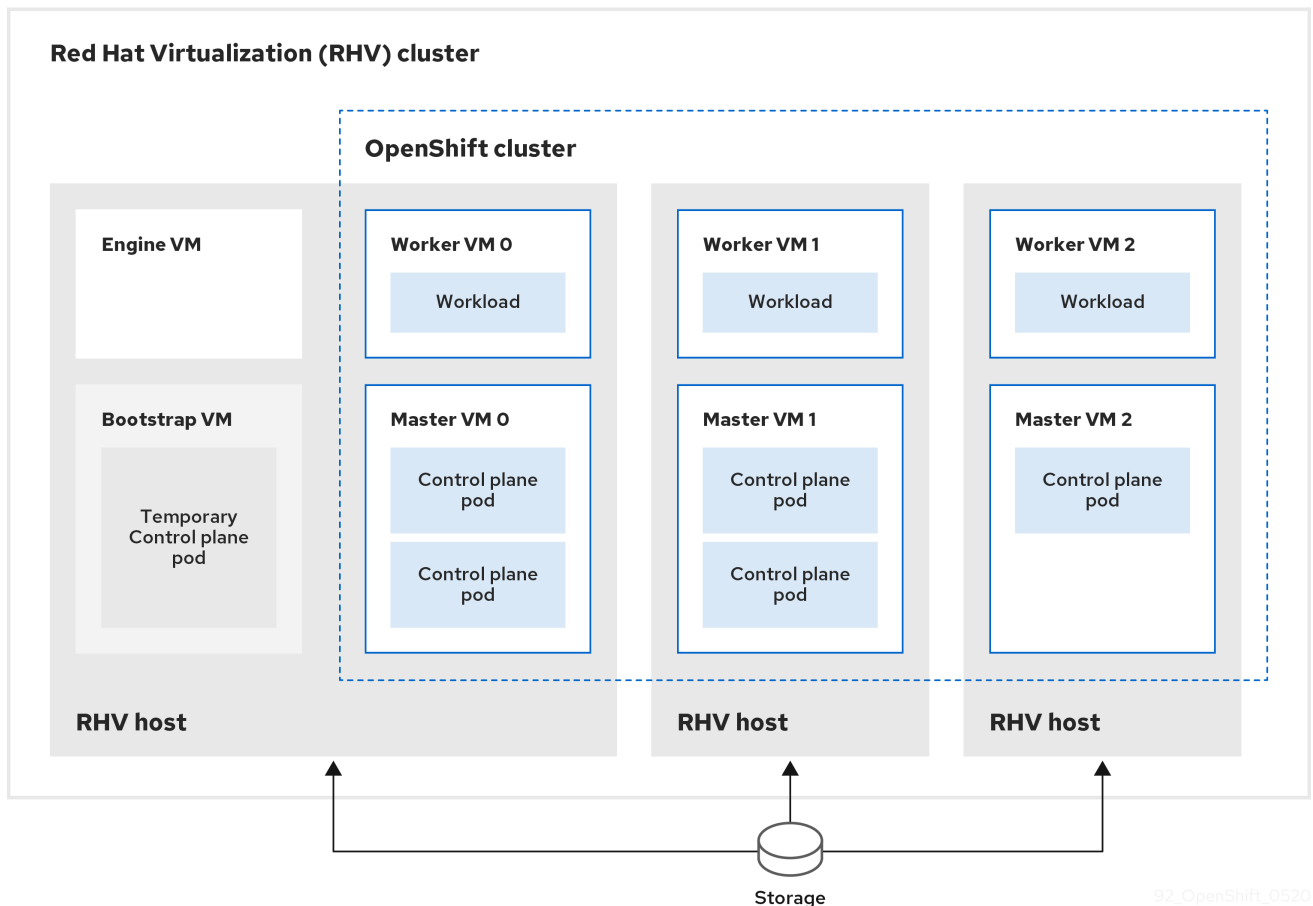 Red Hat Virtualization (RHV) cluster
OpenShift cluster
Engine VM
Worker VM 0
Workload
Worker VM 1
Workload
Worker VM 2
Workload
Bootstrap VM
Temporary
Control plane
pod
Master VM 0
Control plane
pod
Control plane
pod
Master VM 1
Control plane
pod
Control plane
pod
Master VM 2
Control plane
pod
RHV host
RHV host
RHV host
Storage
92_OpenShift_0520